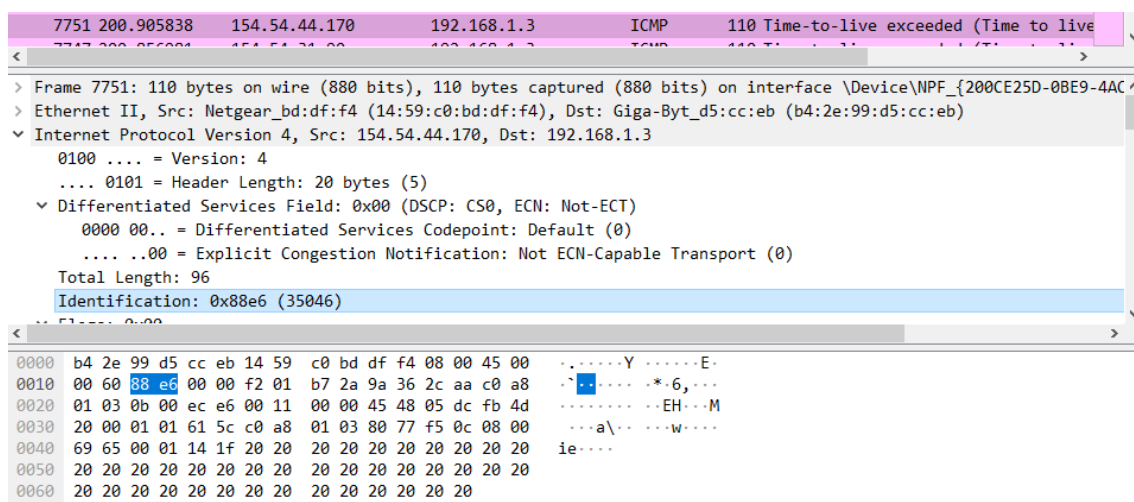 7751 200.905838 154.54.44.170 192.168.1.3 ICMP 110 Time-to-live exceeded (Time to live
> Frame 7751: 110 bytes on wire (880 bits), 110 bytes captured (880 bits) on interface \Device\NPF_{200CE25D-0BE9-4AC
> Ethernet II, Src: Netgear_bd:df:f4 (14:59:c0:bd:df:f4), Dst: Giga-Byt_d5:cc:eb (b4:2e:99:d5:cc:eb)
Internet Protocol Version 4, Src: 154.54.44.170, Dst: 192.168.1.3
0100 .... = Version: 4
.... 0101 = Header Length: 20 bytes (5)
Differentiated Services Field: 0x00 (DSCP: CS0, ECN: Not-ECT)
0000 00.. = Differentiated Services Codepoint: Default (0)
.... ..00 = Explicit Congestion Notification: Not ECN-Capable Transport (0)
Total Length: 96
Identification: 0x88e6 (35046)
0000 b4 2e 99 d5 cc eb 14 59 c0 bd df f4 08 00 45 00 ·.·····Y ······E·
0010 00 60 88 e6 00 00 f2 01 b7 2a 9a 36 2c aa c0 a8 ·`······ ·*·6,···
0020 01 03 0b 00 ec e6 00 11 00 00 45 48 05 dc fb 4d ········ ··EH···M
0030 20 00 01 01 61 5c c0 a8 01 03 80 77 f5 0c 08 00 ···a\·· ···w····
0040 69 65 00 01 14 1f 20 20 20 20 20 20 20 20 20 20 ie····
0050 20 20 20 20 20 20 20 20 20 20 20 20 20 20 20 20
0060 20 20 20 20 20 20 20 20 20 20 20 20 20 20